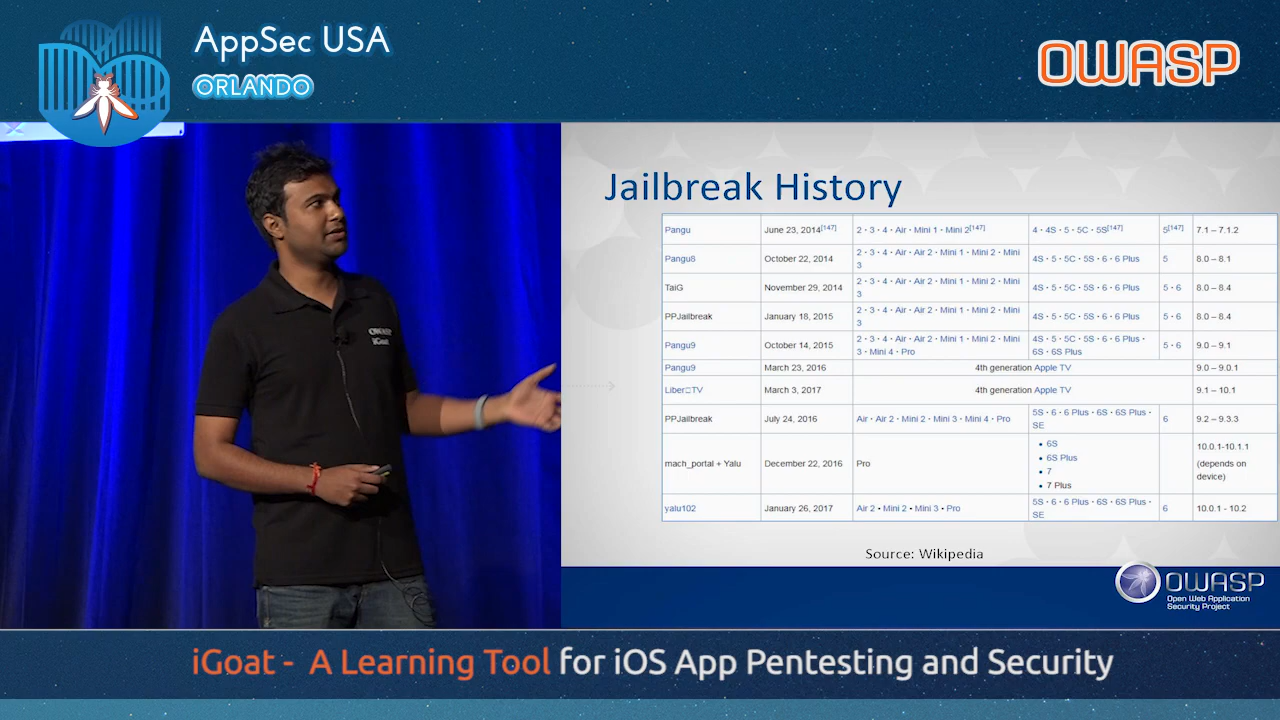 AppSec USA
ORLANDO
OWASP
OWASP
iGoat
Jailbreak History
Pangu June 23, 2014[147] 2 · 3 · 4 · Air · Mini 1 · Mini 2[147] 4 · 4S · 5 · 5C · 5S[147] 5[147] 7.1 – 7.1.2
Pangu8 October 22, 2014 2 · 3 · 4 · Air · Air 2 · Mini 1 · Mini 2 · Mini 3 4S · 5 · 5C · 5S · 6 · 6 Plus 5 8.0 – 8.1
TaiG November 29, 2014 2 · 3 · 4 · Air · Air 2 · Mini 1 · Mini 2 · Mini 3 4S · 5 · 5C · 5S · 6 · 6 Plus 5 · 6 8.0 – 8.4
PPJailbreak January 18, 2015 2 · 3 · 4 · Air · Air 2 · Mini 1 · Mini 2 · Mini 3 4S · 5 · 5C · 5S · 6 · 6 Plus 5 · 6 8.0 – 8.4
Pangu9 October 14, 2015 2 · 3 · 4 · Air · Air 2 · Mini 1 · Mini 2 · Mini 3 · Mini 4 · Pro 4S · 5 · 5C · 5S · 6 · 6 Plus · 6S · 6S Plus 5 · 6 9.0 – 9.1
Pangu9 March 23, 2016 4th generation Apple TV 9.0 – 9.0.1
Liber□TV March 3, 2017 4th generation Apple TV 9.1 – 10.1
PPJailbreak July 24, 2016 Air · Air 2 · Mini 2 · Mini 3 · Mini 4 · Pro 5S · 6 · 6 Plus · 6S · 6S Plus · SE 6 9.2 – 9.3.3
mach_portal + Yalu December 22, 2016 Pro • 6S • 6S Plus • 7 • 7 Plus 10.0.1-10.1.1 (depends on device)
yalu102 January 26, 2017 Air 2 • Mini 2 • Mini 3 • Pro 5S · 6 · 6 Plus · 6S · 6S Plus · SE 6 10.0.1 - 10.2
Source: Wikipedia
OWASP
Open Web Application
Security Project
iGoat - A Learning Tool for iOS App Pentesting and Security